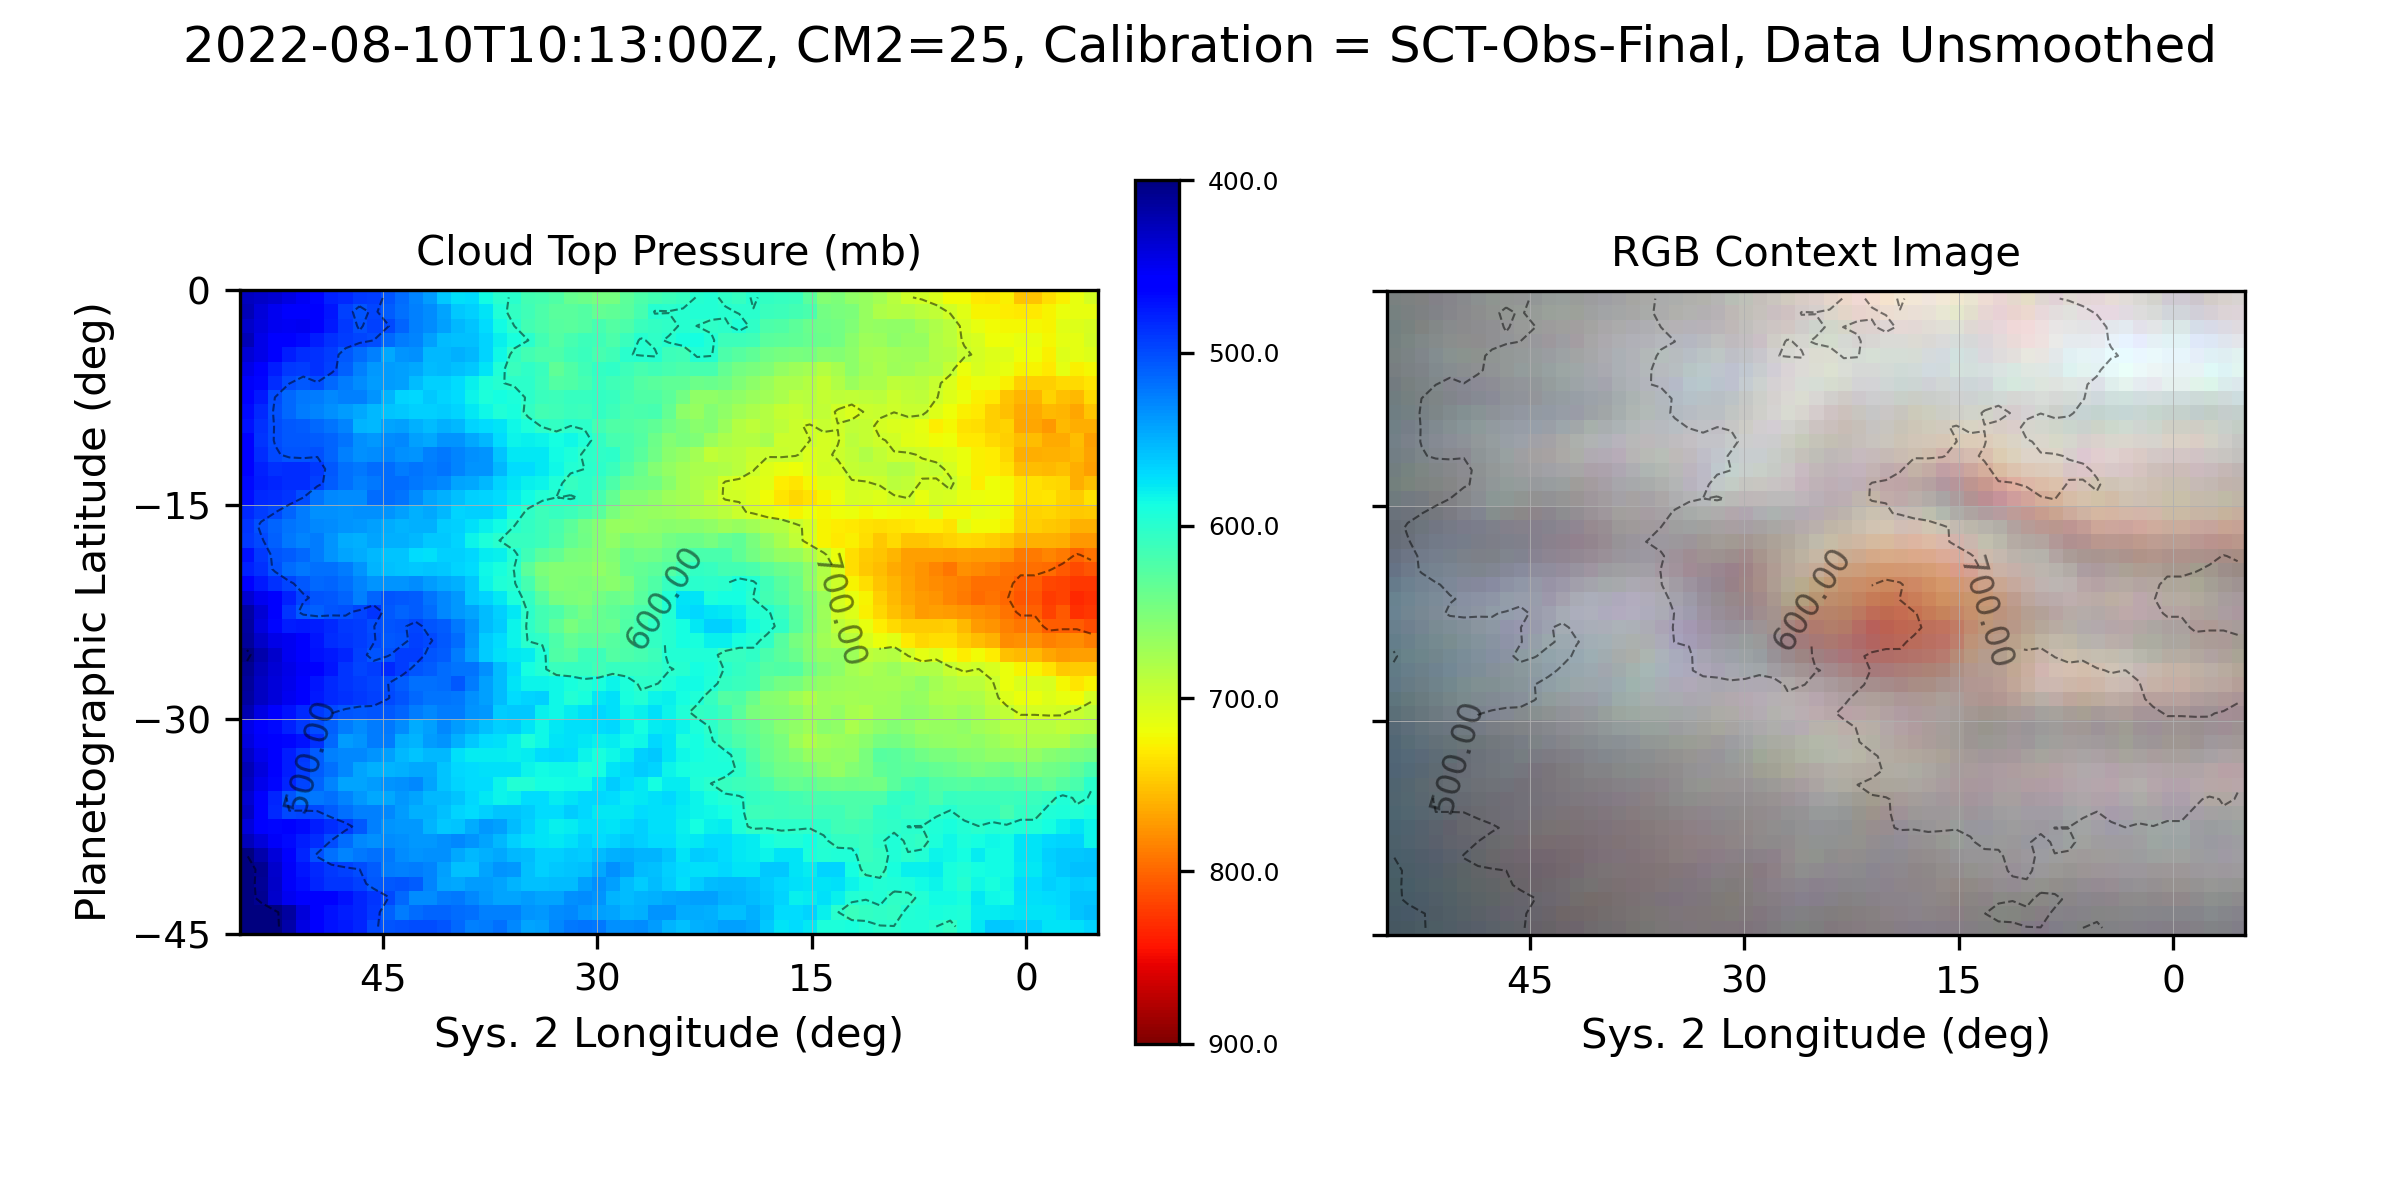 2022-08-10T10:13:00Z, CM2=25, Calibration = SCT-Obs-Final, Data Unsmoothed
Cloud Top Pressure (mb)
Planetographic Latitude (deg)
0
−15
−30
−45
500.00
600.00
700.00
45 30 15 0
Sys. 2 Longitude (deg)
400.0
500.0
600.0
700.0
800.0
900.0
RGB Context Image
500.00
600.00
700.00
45 30 15 0
Sys. 2 Longitude (deg)